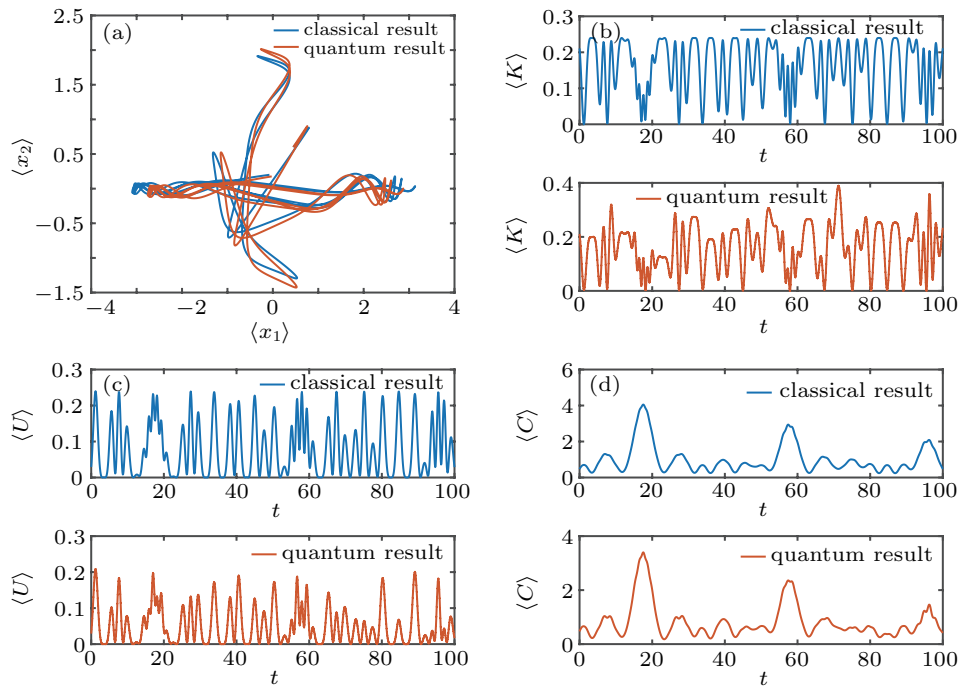 (a)
classical result
quantum result
2.5
1.5
0.5
−0.5
−1.5
⟨x2⟩
−4 −2 0 2 4
⟨x1⟩
(b)
classical result
0.3
0.2
0.1
0
⟨K⟩
0 20 40 60 80 100
t
quantum result
0.4
0.2
0
⟨K⟩
0 20 40 60 80 100
t
(c)
classical result
0.3
0.2
0.1
0
⟨U⟩
0 20 40 60 80 100
t
quantum result
0.3
0.2
0.1
0
⟨U⟩
0 20 40 60 80 100
t
(d)
classical result
6
4
2
0
⟨C⟩
0 20 40 60 80 100
t
quantum result
4
2
0
⟨C⟩
0 20 40 60 80 100
t